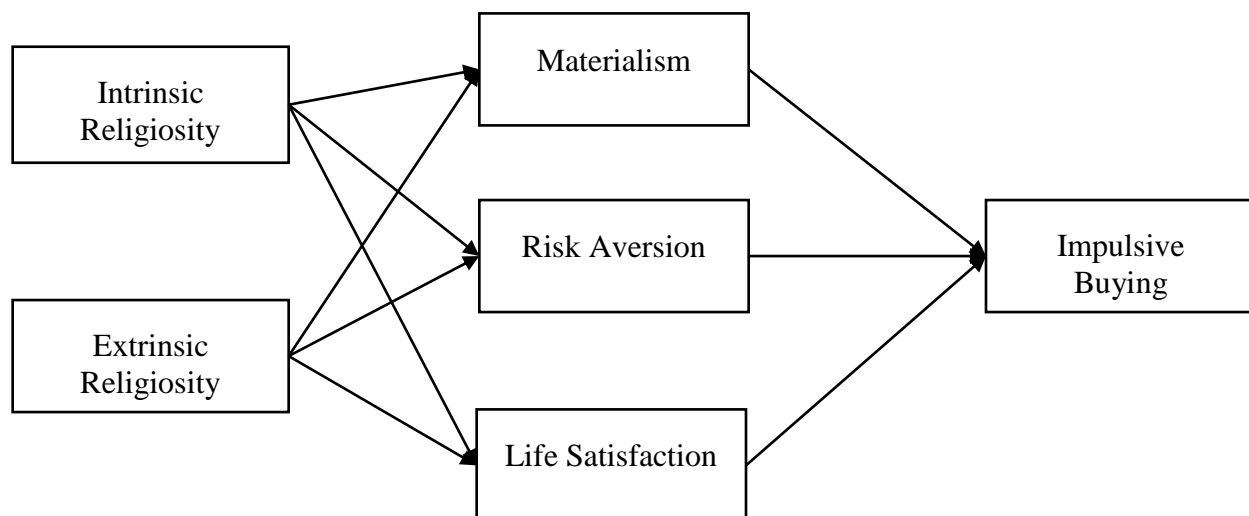 Intrinsic
Religiosity
Extrinsic
Religiosity
Materialism
Risk Aversion
Life Satisfaction
Impulsive
Buying